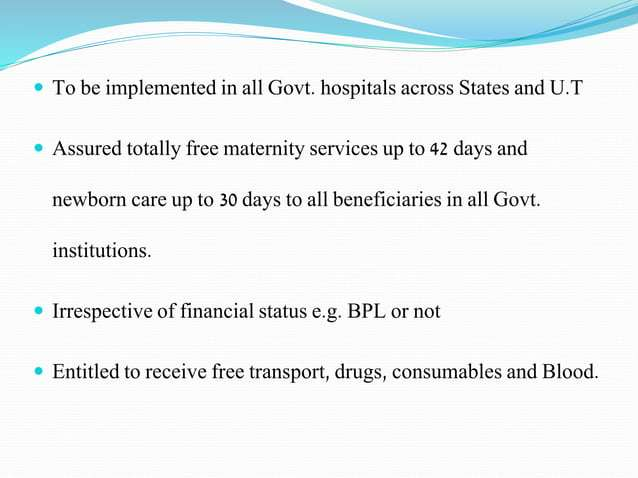 • To be implemented in all Govt. hospitals across States and U.T
• Assured totally free maternity services up to 42 days and
newborn care up to 30 days to all beneficiaries in all Govt.
institutions.
• Irrespective of financial status e.g. BPL or not
• Entitled to receive free transport, drugs, consumables and Blood.